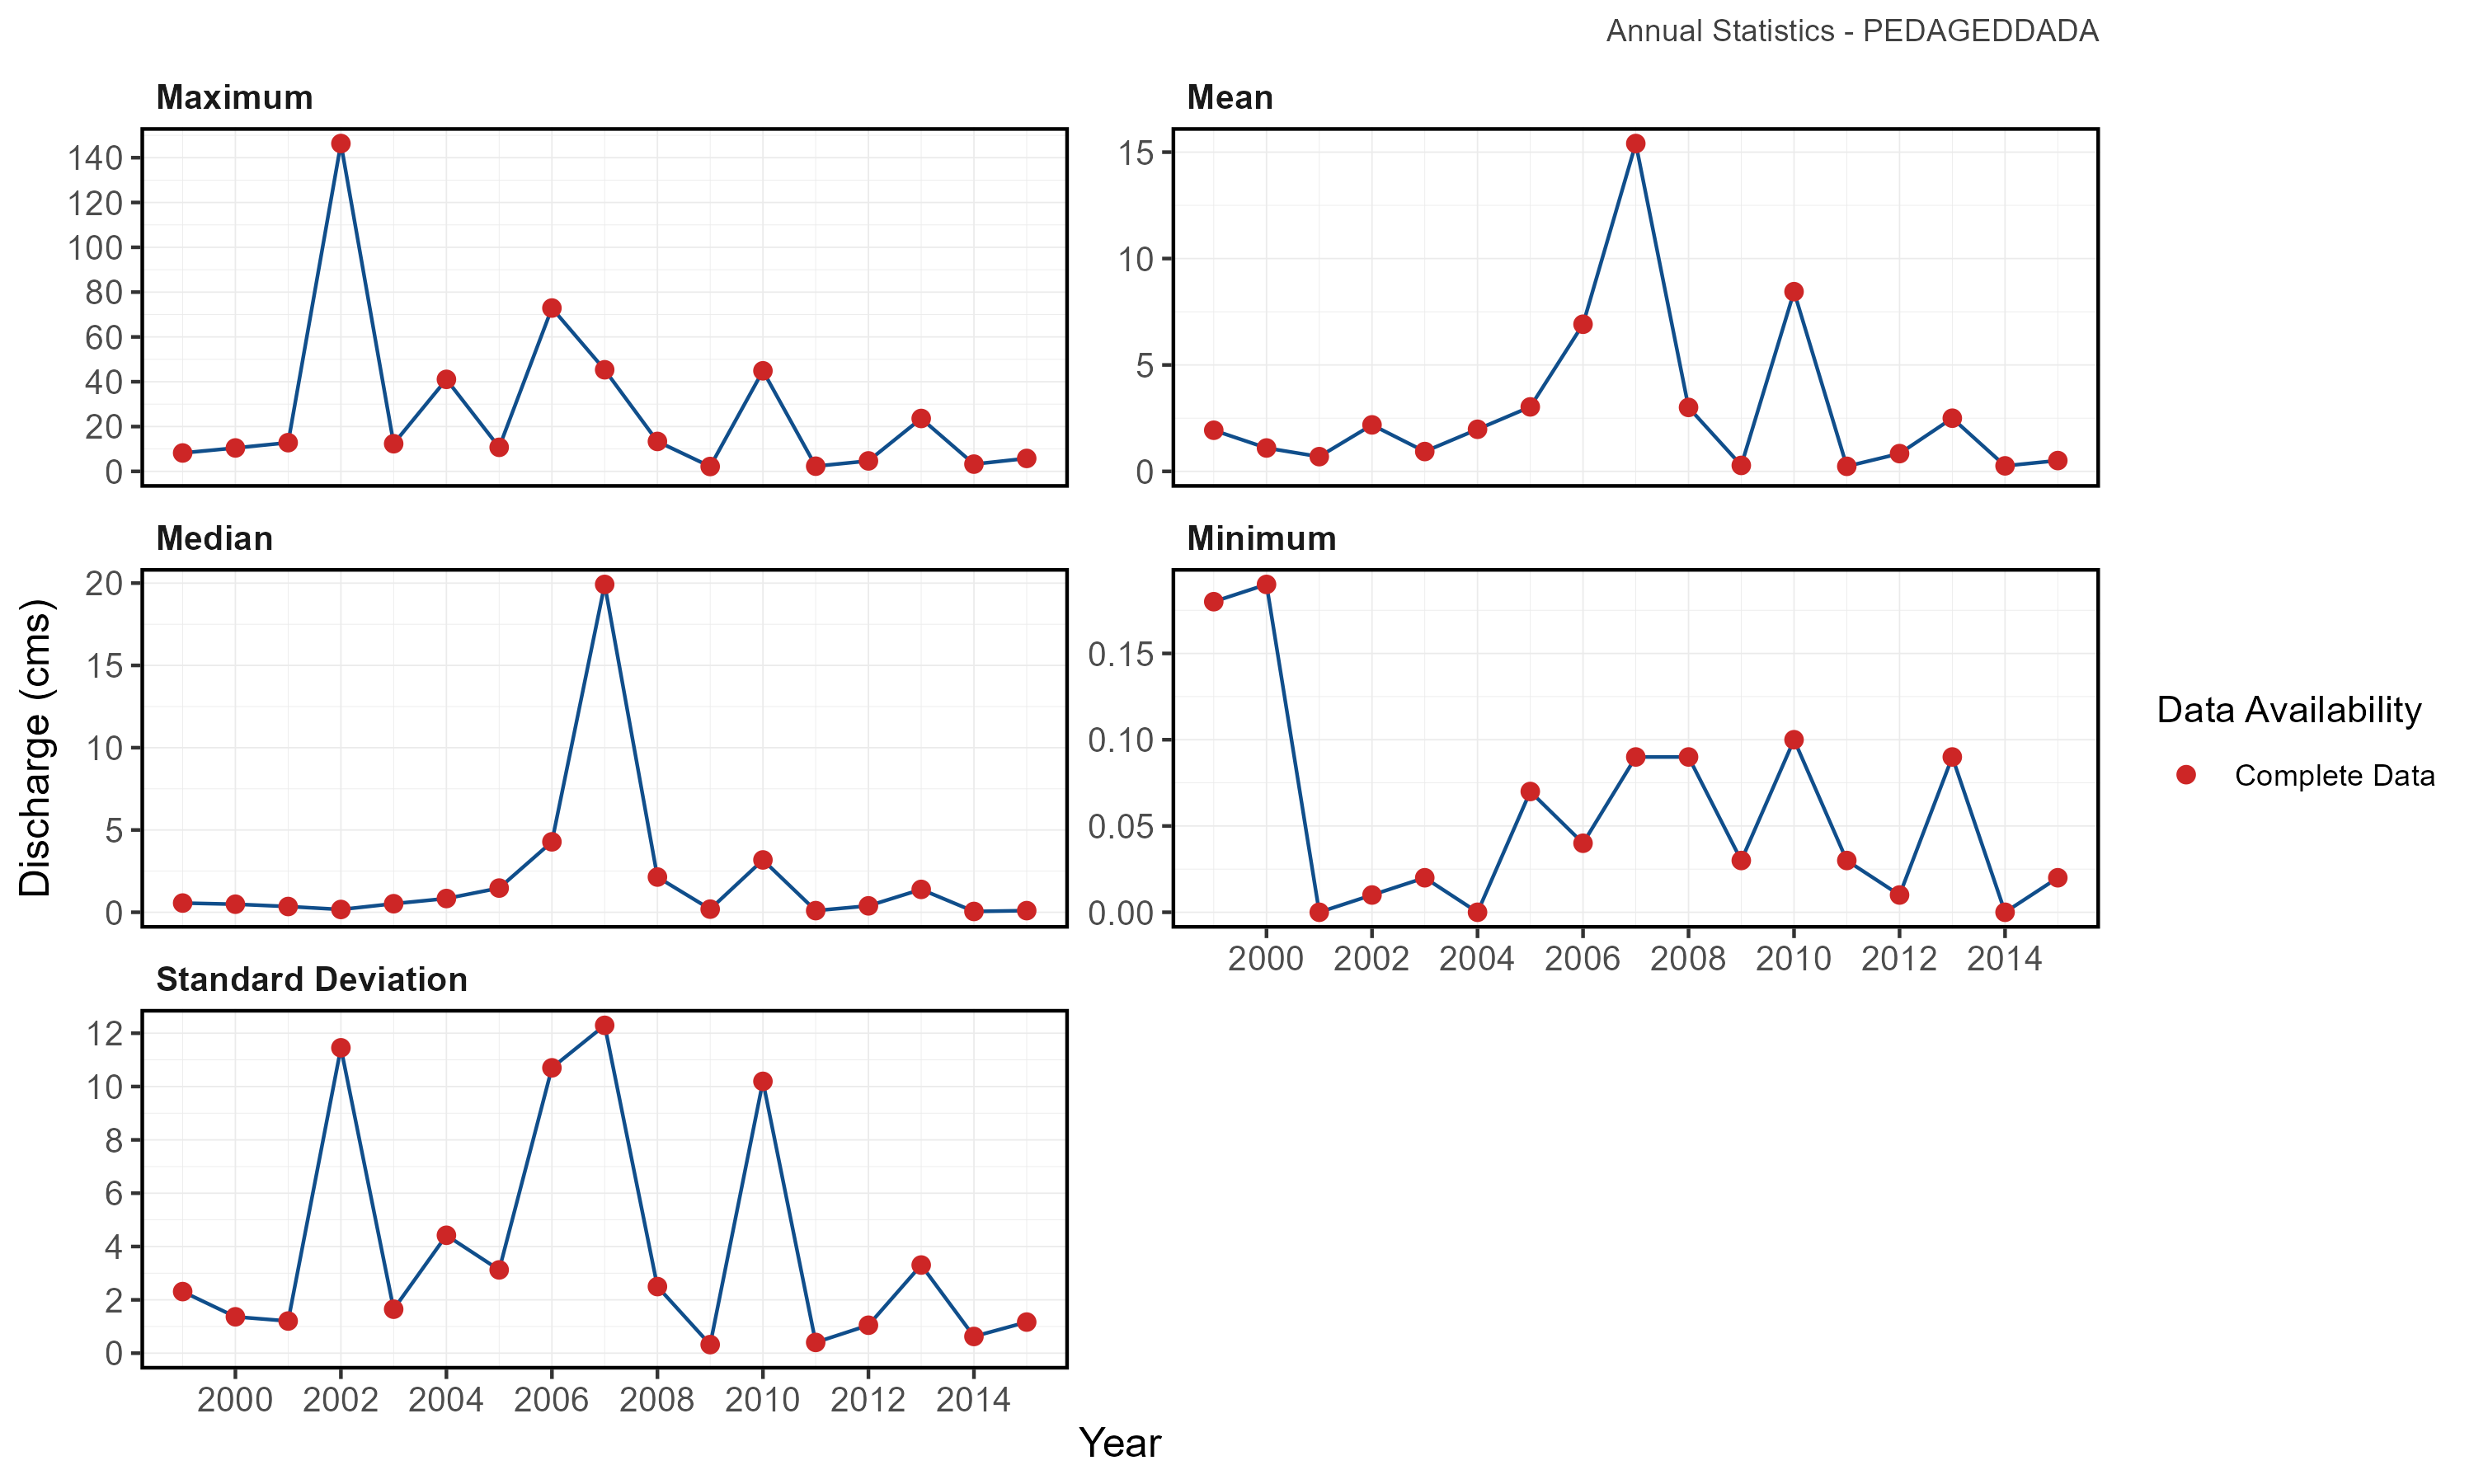 Annual Statistics - PEDAGEDDADA
Maximum
140
120
100
80
60
40
20
0
Mean
15
10
5
0
Median
20
15
10
5
0
Minimum
0.15
0.10
0.05
0.00
2000 2002 2004 2006 2008 2010 2012 2014
Standard Deviation
12
10
8
6
4
2
0
2000 2002 2004 2006 2008 2010 2012 2014
Discharge (cms)
Year
Data Availability
Complete Data